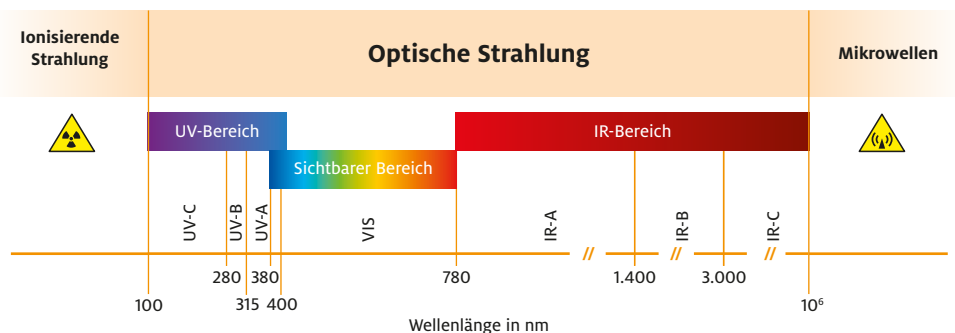 Ionisierende
Strahlung
Optische Strahlung
Mikrowellen
UV-Bereich
IR-Bereich
Sichtbarer Bereich
UV-C
UV-B
UV-A
VIS
IR-A
IR-B
IR-C
280
380
780
1.400
3.000
100
315
400
10⁶
Wellenlänge in nm